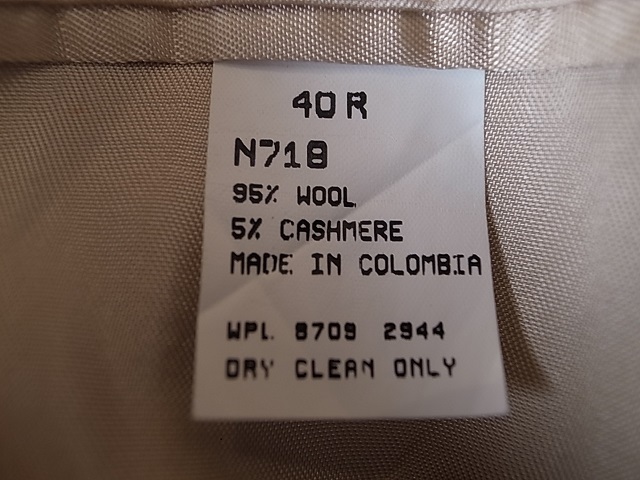 40 R
N718
95% WOOL
5% CASHMERE
MADE IN COLOMBIA
WPL 8709 2944
DRY CLEAN ONLY